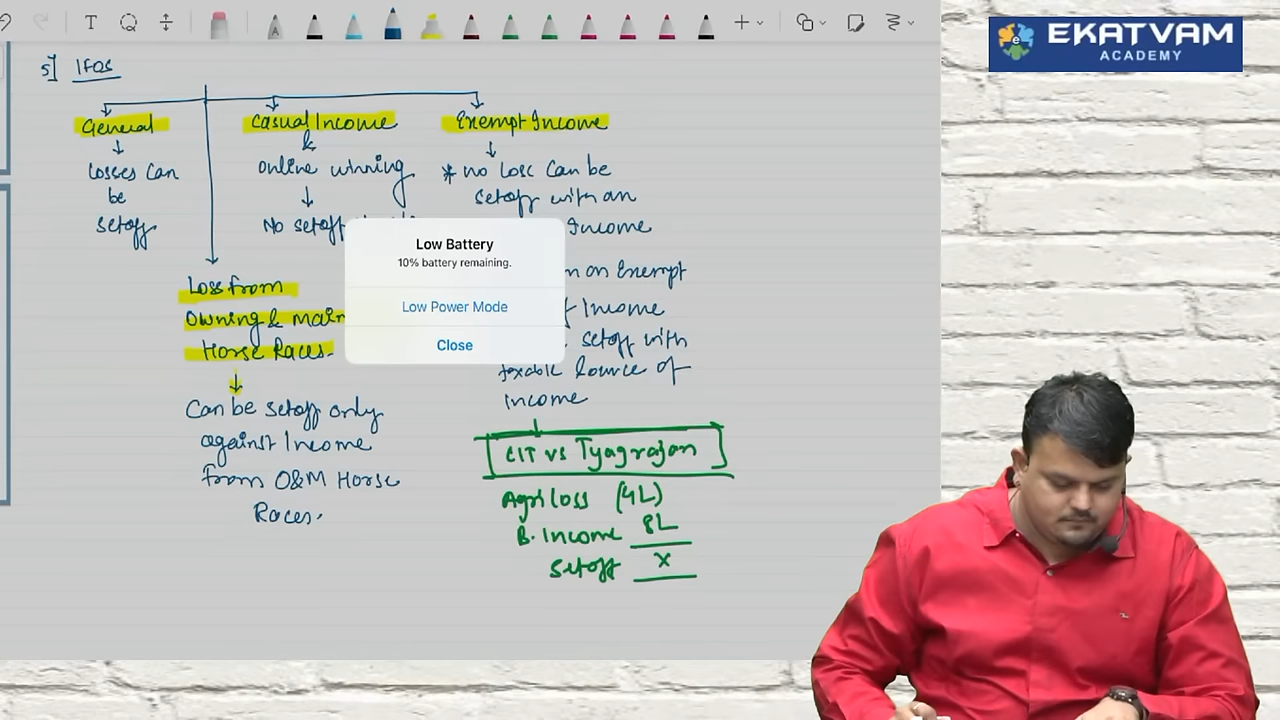 EKATVAM
ACADEMY
5] IFOS
General
Losses Can
be
setoff
Casual Income
&
Online winning
No setoff
Exempt Income
* no Loss Can be
setoff with an
Income
on Exempt
of Income
setoff with
taxable Source of
income
Loss from
Owning & Main
Horse Races.
Can be setoff only
against Income
from O&M Horse
Races.
Low Battery
10% battery remaining.
Low Power Mode
Close
CIT vs Tyagrajan
Agri loss (4L)
B. Income 8L
Setoff x